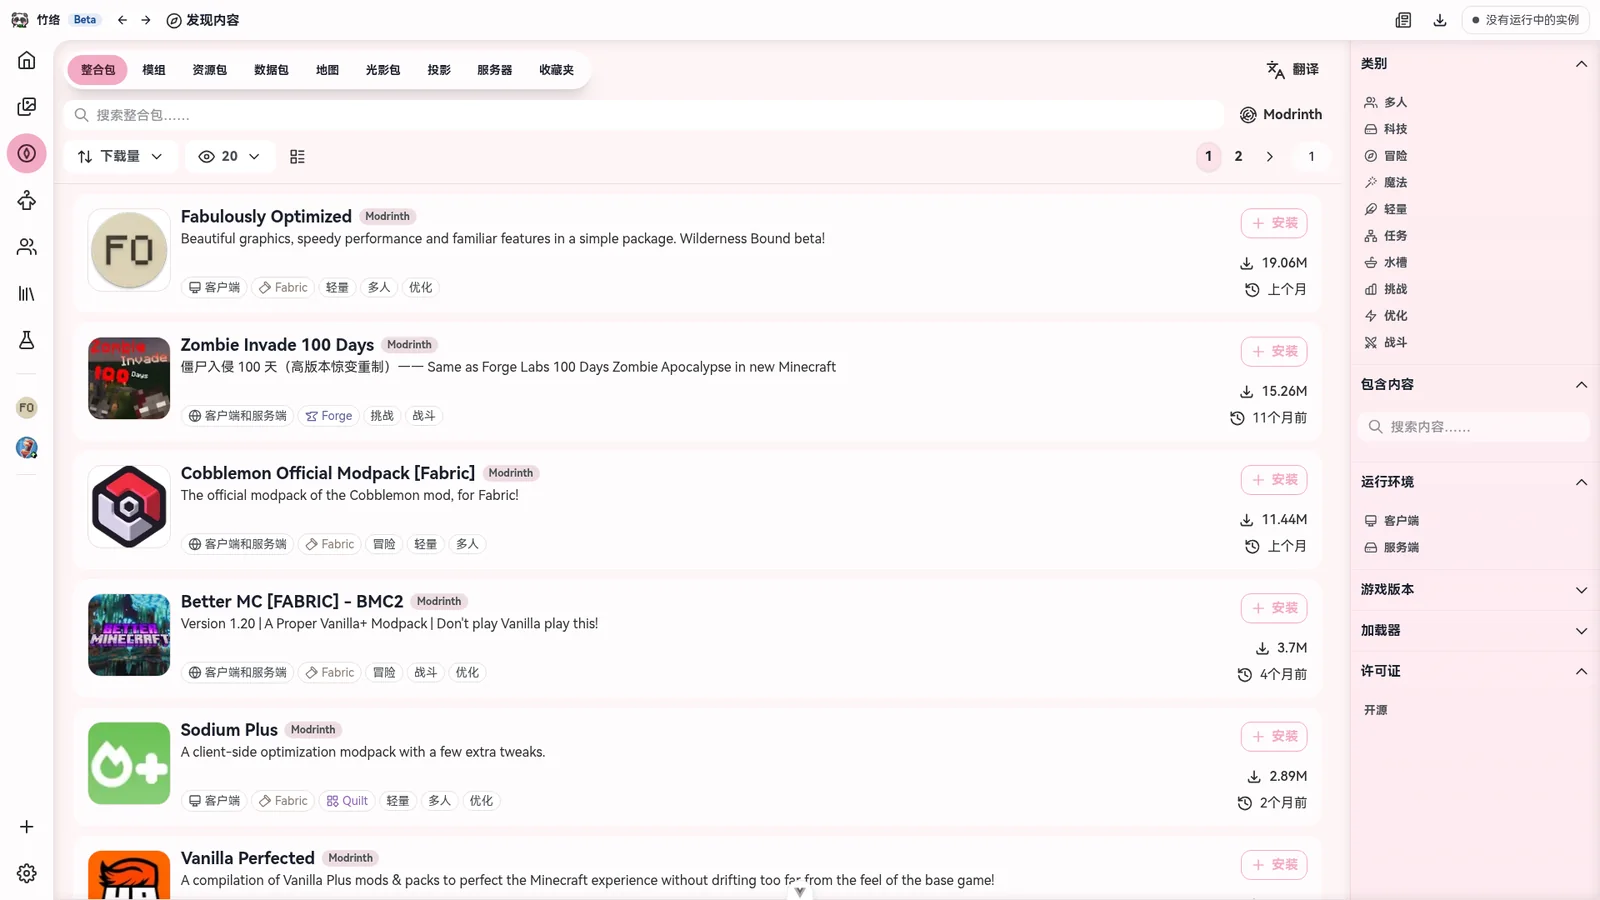 竹络 Beta 发现内容
没有运行中的实例
整合包 模组 资源包 数据包 地图 光影包 投影 服务器 收藏夹
翻译
搜索整合包......
Modrinth
下载量 20
1 2 1
FO
Fabulously Optimized Modrinth
Beautiful graphics, speedy performance and familiar features in a simple package. Wilderness Bound beta!
客户端 Fabric 轻量 多人 优化
安装
19.06M
上个月
Zombie Invade 100 Days
Zombie Invade 100 Days Modrinth
僵尸入侵 100 天（高版本惊变重制）—— Same as Forge Labs 100 Days Zombie Apocalypse in new Minecraft
客户端和服务端 Forge 挑战 战斗
安装
15.26M
11个月前
Cobblemon Official Modpack [Fabric] Modrinth
The official modpack of the Cobblemon mod, for Fabric!
客户端和服务端 Fabric 冒险 轻量 多人
安装
11.44M
上个月
BETTER MINECRAFT
Better MC [FABRIC] - BMC2 Modrinth
Version 1.20 | A Proper Vanilla+ Modpack | Don't play Vanilla play this!
客户端和服务端 Fabric 冒险 战斗 优化
安装
3.7M
4个月前
Sodium Plus Modrinth
A client-side optimization modpack with a few extra tweaks.
客户端 Fabric Quilt 轻量 多人 优化
安装
2.89M
2个月前
Vanilla Perfected Modrinth
A compilation of Vanilla Plus mods & packs to perfect the Minecraft experience without drifting too far from the feel of the base game!
安装
FO
类别
多人
科技
冒险
魔法
轻量
任务
水槽
挑战
优化
战斗
包含内容
搜索内容......
运行环境
客户端
服务端
游戏版本
加载器
许可证
开源